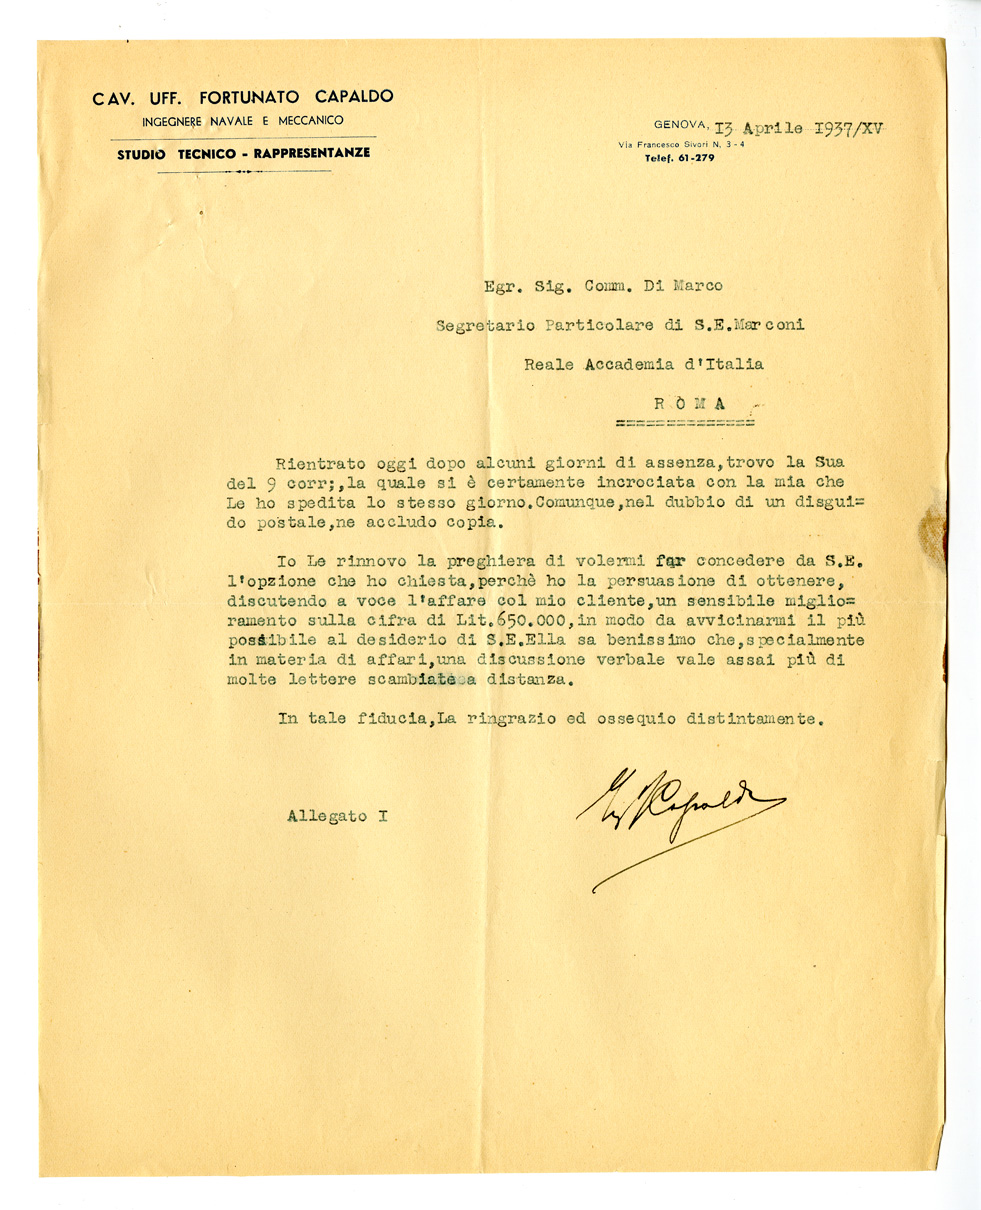 CAV. UFF. FORTUNATO CAPALDO
INGEGNERE NAVALE E MECCANICO
STUDIO TECNICO - RAPPRESENTANZE
GENOVA, 13 Aprile 1937/XV
Via Francesco Sivori N. 3 - 4
Telef. 61-279
Egr. Sig. Comm. Di Marco
Segretario Particolare di S.E.Marconi
Reale Accademia d'Italia
R O M A
==============
Rientrato oggi dopo alcuni giorni di assenza,trovo la Sua
del 9 corr;,la quale si è certamente incrociata con la mia che
Le ho spedita lo stesso giorno.Comunque,nel dubbio di un disgui=
do postale,ne accludo copia.
Io Le rinnovo la preghiera di volermi far concedere da S.E.
l'opzione che ho chiesta,perchè ho la persuasione di ottenere,
discutendo a voce l'affare col mio cliente,un sensibile miglio=
ramento sulla cifra di Lit.650.000,in modo da avvicinarmi il più
possibile al desiderio di S.E.Ella sa benissimo che,specialmente
in materia di affari,una discussione verbale vale assai più di
molte lettere scambiate a distanza.
In tale fiducia,La ringrazio ed ossequio distintamente.
Capaldo
Allegato I